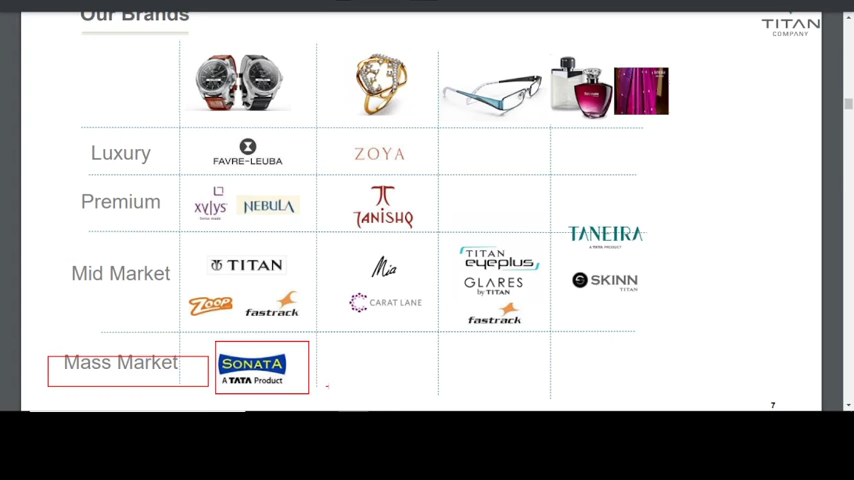 Our Brands
TITAN
COMPANY
Luxury
FAVRE-LEUBA
ZOYA
Premium
xylys
NEBULA
TANISHQ
TANEIRA
A TATA PRODUCT
Mid Market
TITAN
Mia
TITAN
eyeplus
GLARES
by TITAN
SKINN
TITAN
ZOOP
fastrack
CARAT LANE
fastrack
Mass Market
SONATA
A TATA Product
7